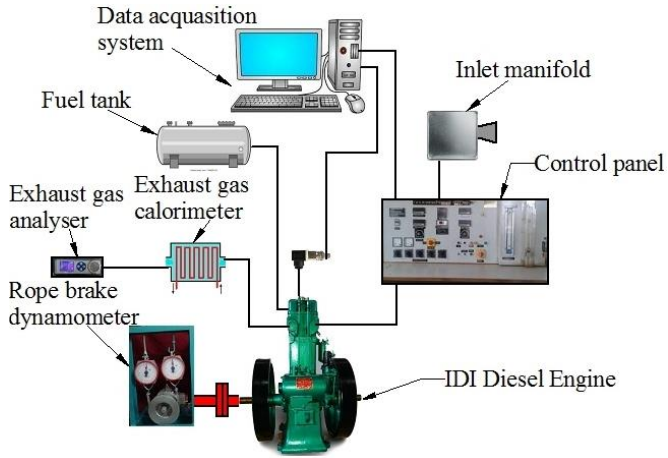 Data acquasition
system
Fuel tank
Inlet manifold
Control panel
Exhaust gas
analyser
Exhaust gas
calorimeter
Rope brake
dynamometer
IDI Diesel Engine